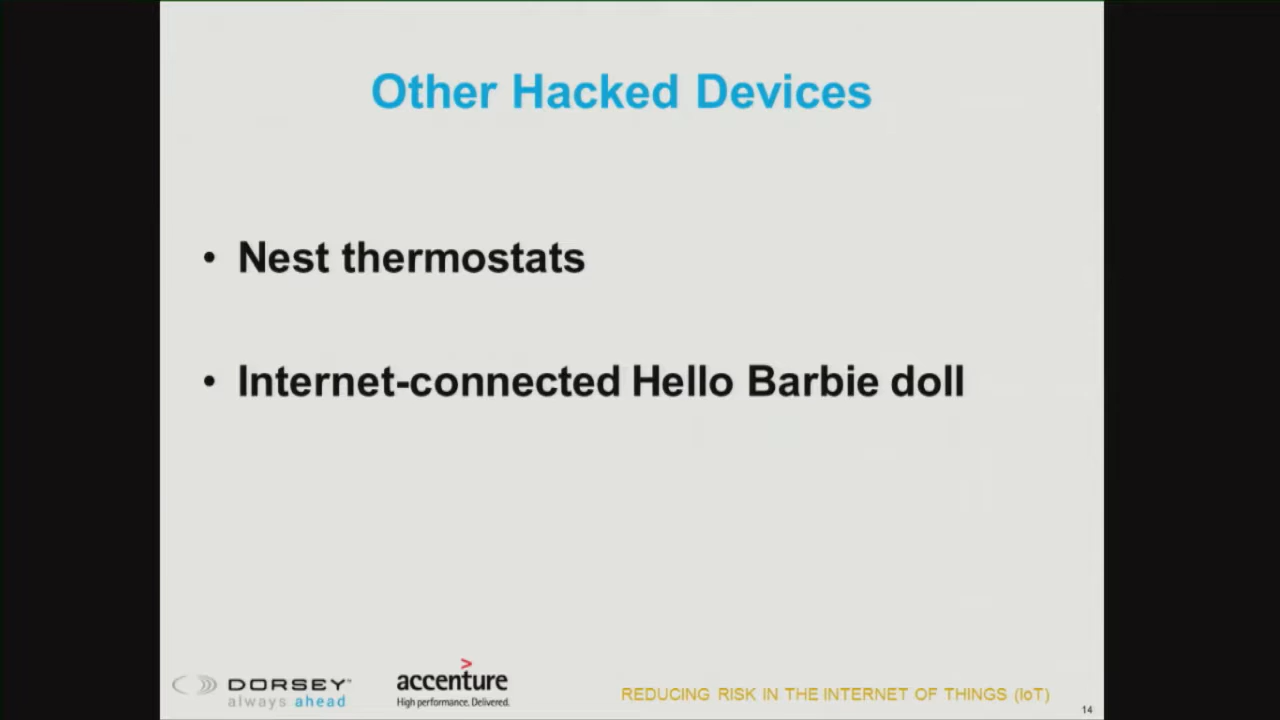 Other Hacked Devices
• Nest thermostats
• Internet-connected Hello Barbie doll
DORSEY™
always ahead
accenture
High performance. Delivered.
REDUCING RISK IN THE INTERNET OF THINGS (IoT)
14